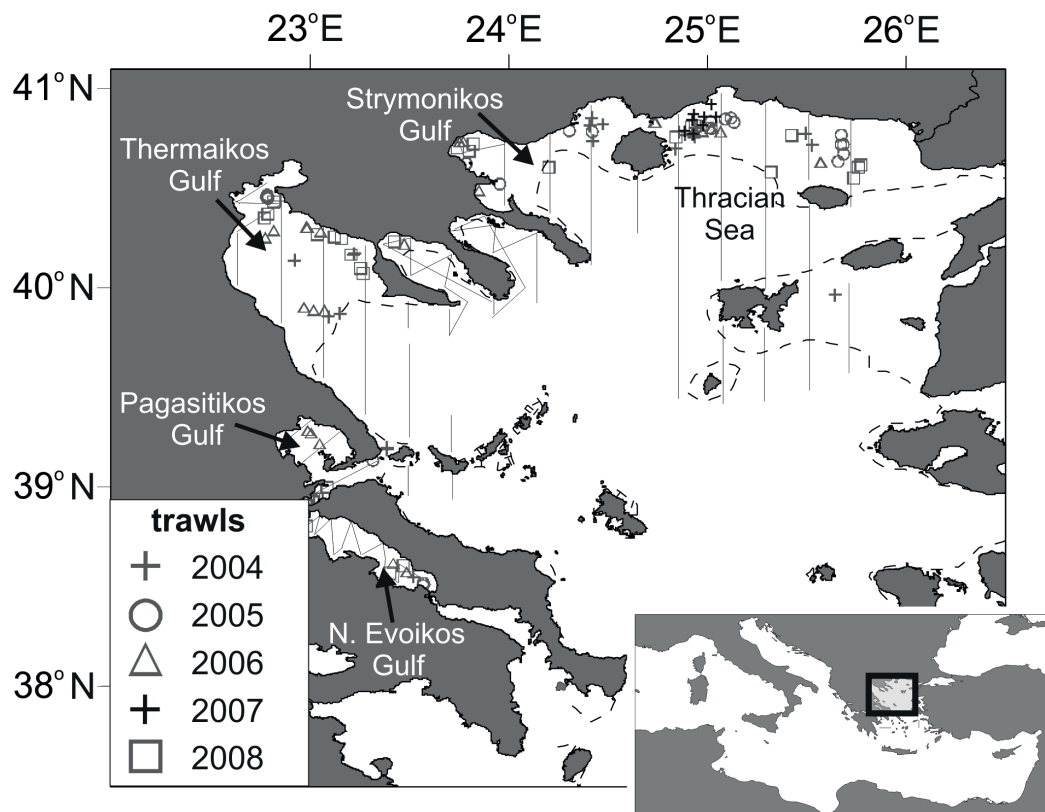 23°E 24°E 25°E 26°E
41°N
40°N
39°N
38°N
Strymonikos
Gulf
Thermaikos
Gulf
Thracian
Sea
Pagasitikos
Gulf
N. Evoikos
Gulf
trawls
2004
2005
2006
2007
2008